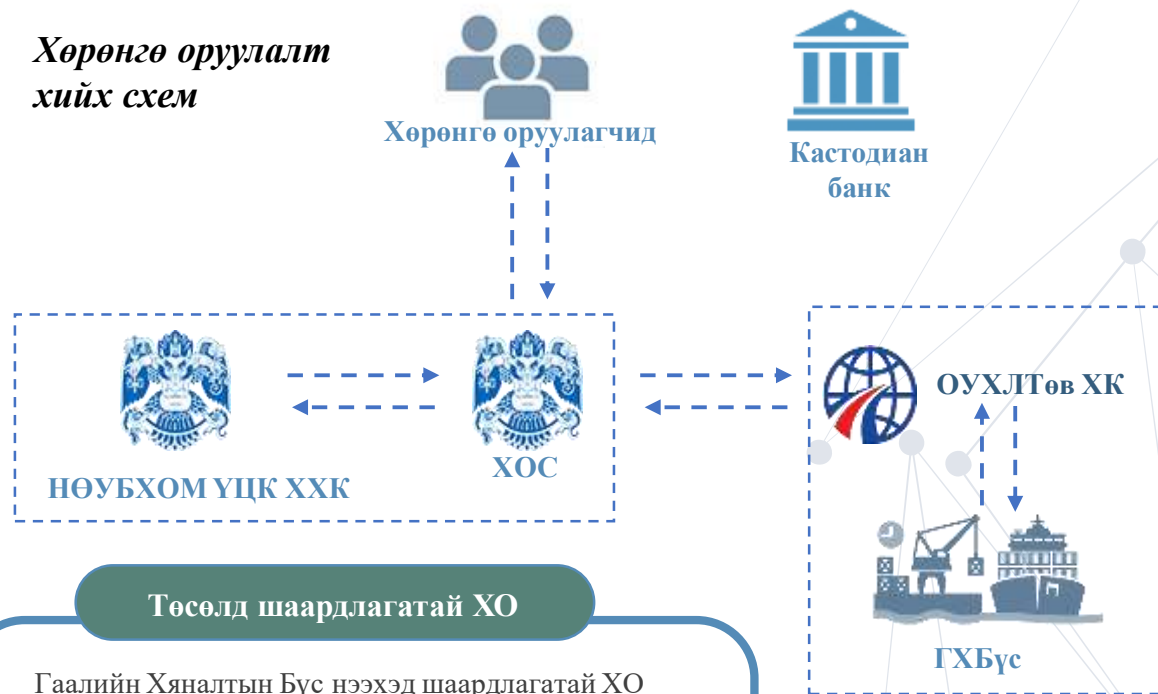 Хөрөнгө оруулалт
хийх схем
Хөрөнгө оруулагчид
Кастодиан
банк
ОУХЛТөв ХК
ХОС
НӨУБХОМ ҮЦК ХХК
Төсөлд шаардлагатай ХО
ГХБүс
Гаалийн Хяналтын Бүс нээхэд шаардлагатай ХО